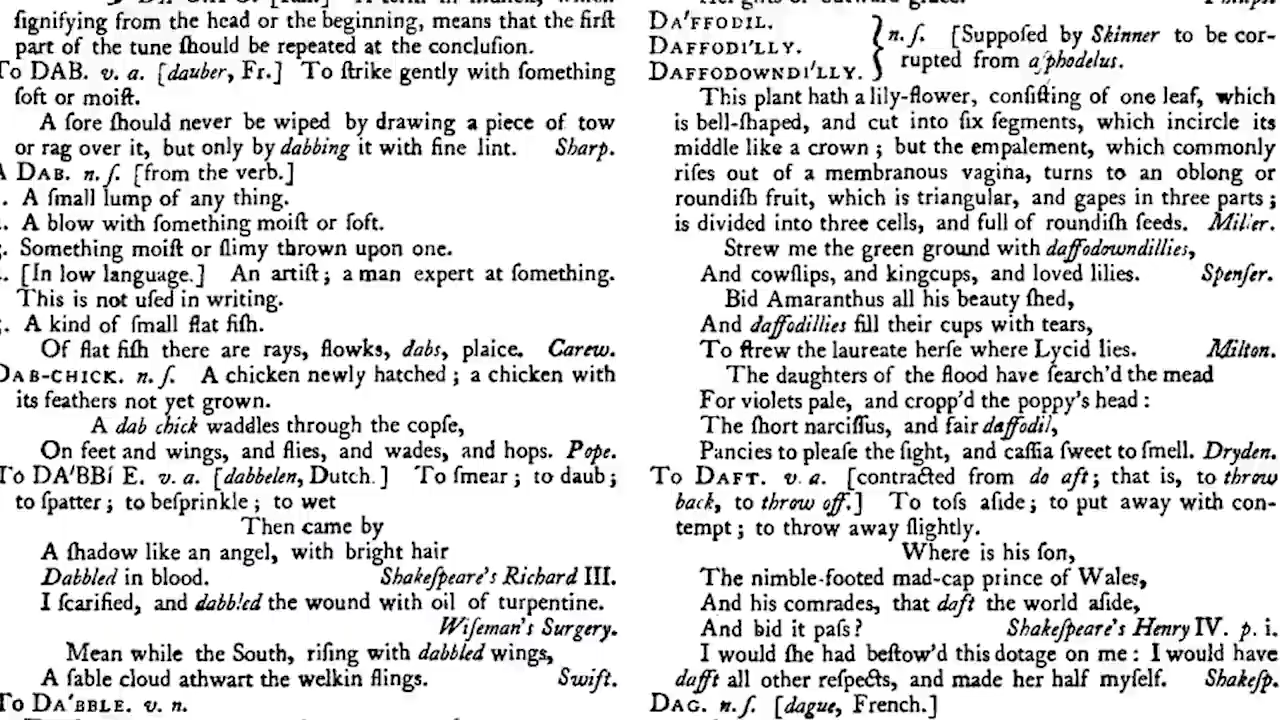 signifying from the head or the beginning, means that the first
part of the tune should be repeated at the conclusion.
To DAB. v. a. [dauber, Fr.] To strike gently with something
soft or moist.
A sore should never be wiped by drawing a piece of tow
or rag over it, but only by dabbing it with fine lint. Sharp.
A DAB. n. ſ. [from the verb.]
. A ſmall lump of any thing.
. A blow with ſomething moiſt or ſoft.
Something moiſt or ſlimy thrown upon one.
. [In low language.] An artiſt; a man expert at ſomething.
This is not uſed in writing.
. A kind of ſmall flat fiſh.
Of flat fiſh there are rays, flowks, dabs, plaice. Carew.
DAB-CHICK. n. ſ. A chicken newly hatched; a chicken with
its feathers not yet grown.
A dab chick waddles through the copſe,
On feet and wings, and flies, and wades, and hops. Pope.
To DA'BBLE. v. a. [dabbelen, Dutch.] To ſmear; to daub;
to ſpatter; to beſprinkle; to wet
Then came by
A ſhadow like an angel, with bright hair
Dabbled in blood. Shakeſpeare's Richard III.
I ſcarified, and dabbled the wound with oil of turpentine.
Wiſeman's Surgery.
Mean while the South, riſing with dabbled wings,
A ſable cloud athwart the welkin flings. Swift.
To DA'BBLE. v. n.
DA'FFODIL.
DAFFODI'LLY.
DAFFODOWNDI'LLY.
n. ſ. [Suppoſed by Skinner to be cor-
rupted from aſphodelus.
This plant hath a lily-flower, conſiſting of one leaf, which
is bell-ſhaped, and cut into ſix ſegments, which incircle its
middle like a crown; but the empalement, which commonly
riſes out of a membranous vagina, turns to an oblong or
roundiſh fruit, which is triangular, and gapes in three parts;
is divided into three cells, and full of roundiſh ſeeds. Miller.
Strew me the green ground with daffodowndillies,
And cowſlips, and kingcups, and loved lilies. Spenſer.
Bid Amaranthus all his beauty ſhed,
And daffodillies fill their cups with tears,
To ſtrew the laureate herſe where Lycid lies. Milton.
The daughters of the flood have ſearch'd the mead
For violets pale, and cropp'd the poppy's head:
The ſhort narciſſus, and fair daffodil,
Pancies to pleaſe the ſight, and caſſia ſweet to ſmell. Dryden.
To DAFT. v. a. [contracted from do aft; that is, to throw
back, to throw off.] To toſs aſide; to put away with con-
tempt; to throw away ſlightly.
Where is his ſon,
The nimble-footed mad-cap prince of Wales,
And his comrades, that daft the world aſide,
And bid it paſs? Shakeſpeare's Henry IV. p. i.
I would ſhe had beſtow'd this dotage on me: I would have
dafft all other reſpects, and made her half myſelf. Shakeſp.
DAG. n. ſ. [dague, French.]